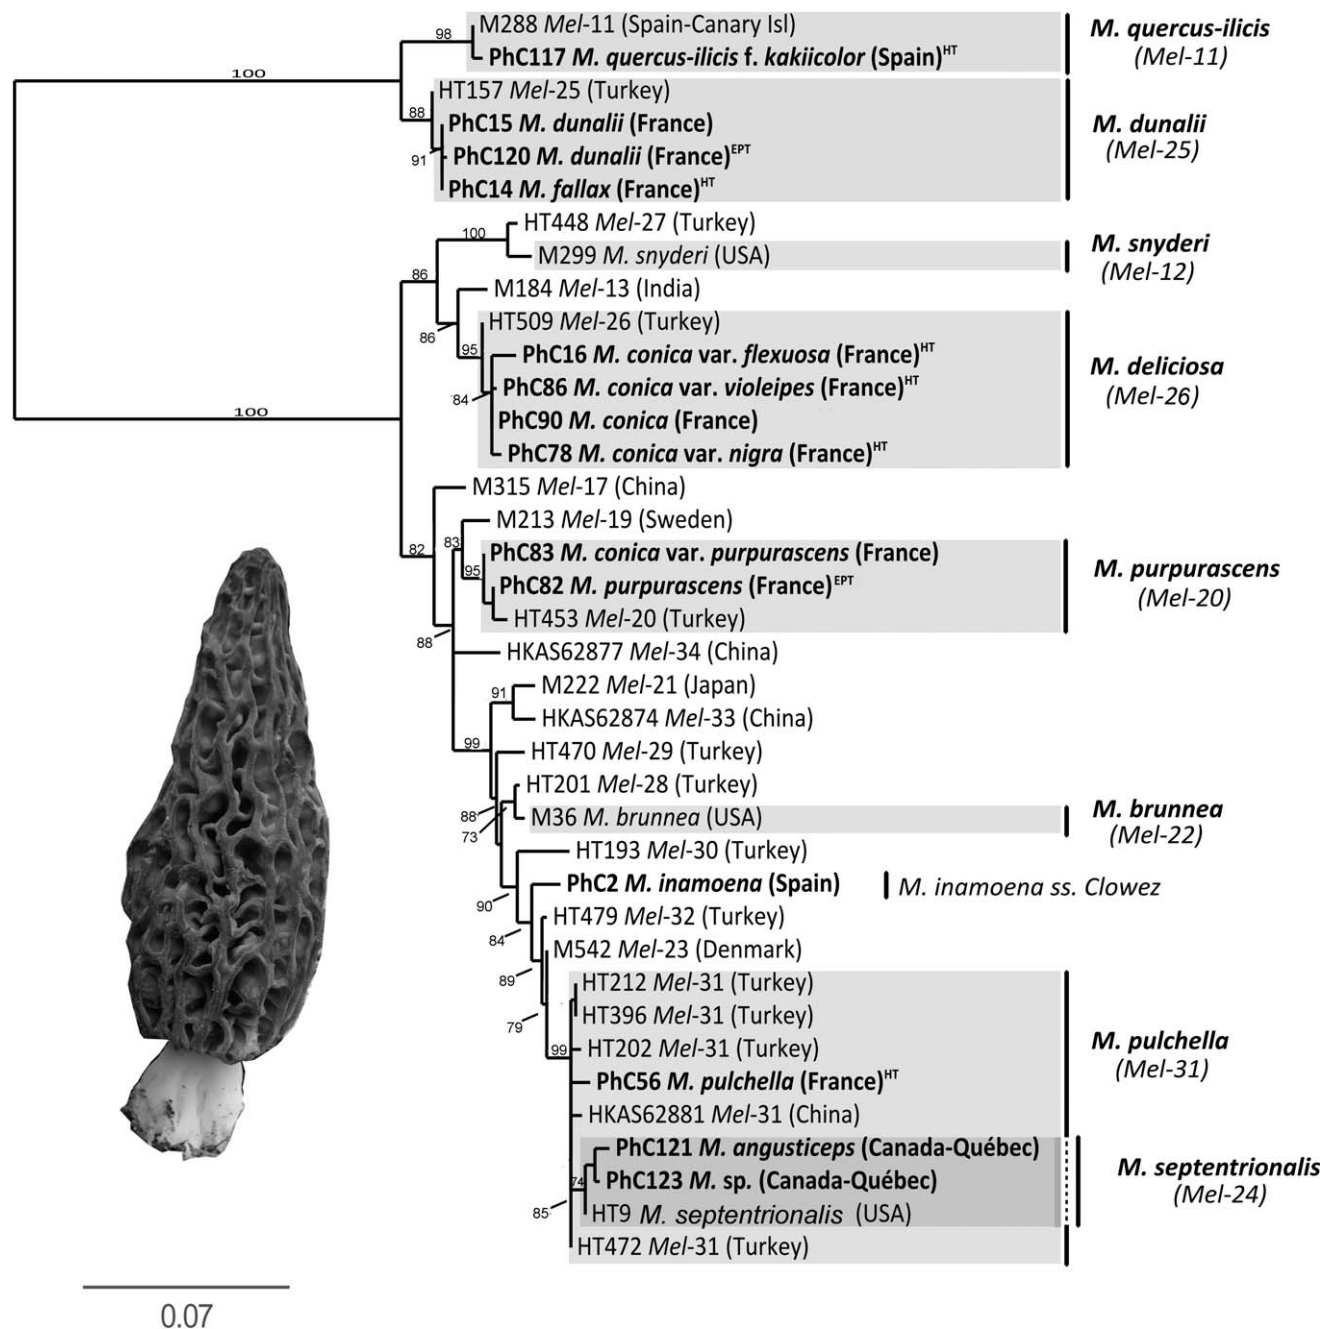 98
M288 Mel-11 (Spain-Canary Isl)
PhC117 M. quercus-ilicis f. kakiicolor (Spain)HT
M. quercus-ilicis
(Mel-11)
100
HT157 Mel-25 (Turkey)
88
PhC15 M. dunalii (France)
91
PhC120 M. dunalii (France)EPT
PhC14 M. fallax (France)HT
M. dunalii
(Mel-25)
100
HT448 Mel-27 (Turkey)
M299 M. snyderi (USA)
M. snyderi
(Mel-12)
86
M184 Mel-13 (India)
86
HT509 Mel-26 (Turkey)
95
PhC16 M. conica var. flexuosa (France)HT
84
PhC86 M. conica var. violeipes (France)HT
PhC90 M. conica (France)
PhC78 M. conica var. nigra (France)HT
M. deliciosa
(Mel-26)
100
M315 Mel-17 (China)
82
83
M213 Mel-19 (Sweden)
PhC83 M. conica var. purpurascens (France)
95
PhC82 M. purpurascens (France)EPT
HT453 Mel-20 (Turkey)
M. purpurascens
(Mel-20)
88
HKAS62877 Mel-34 (China)
91
M222 Mel-21 (Japan)
HKAS62874 Mel-33 (China)
99
HT470 Mel-29 (Turkey)
HT201 Mel-28 (Turkey)
88
73
M36 M. brunnea (USA)
M. brunnea
(Mel-22)
HT193 Mel-30 (Turkey)
90
PhC2 M. inamoena (Spain)
M. inamoena ss. Clowez
84
HT479 Mel-32 (Turkey)
89
M542 Mel-23 (Denmark)
79
HT212 Mel-31 (Turkey)
HT396 Mel-31 (Turkey)
99
HT202 Mel-31 (Turkey)
PhC56 M. pulchella (France)HT
HKAS62881 Mel-31 (China)
M. pulchella
(Mel-31)
PhC121 M. angusticeps (Canada-Québec)
74
PhC123 M. sp. (Canada-Québec)
85
HT9 M. septentrionalis (USA)
M. septentrionalis
(Mel-24)
HT472 Mel-31 (Turkey)
0.07